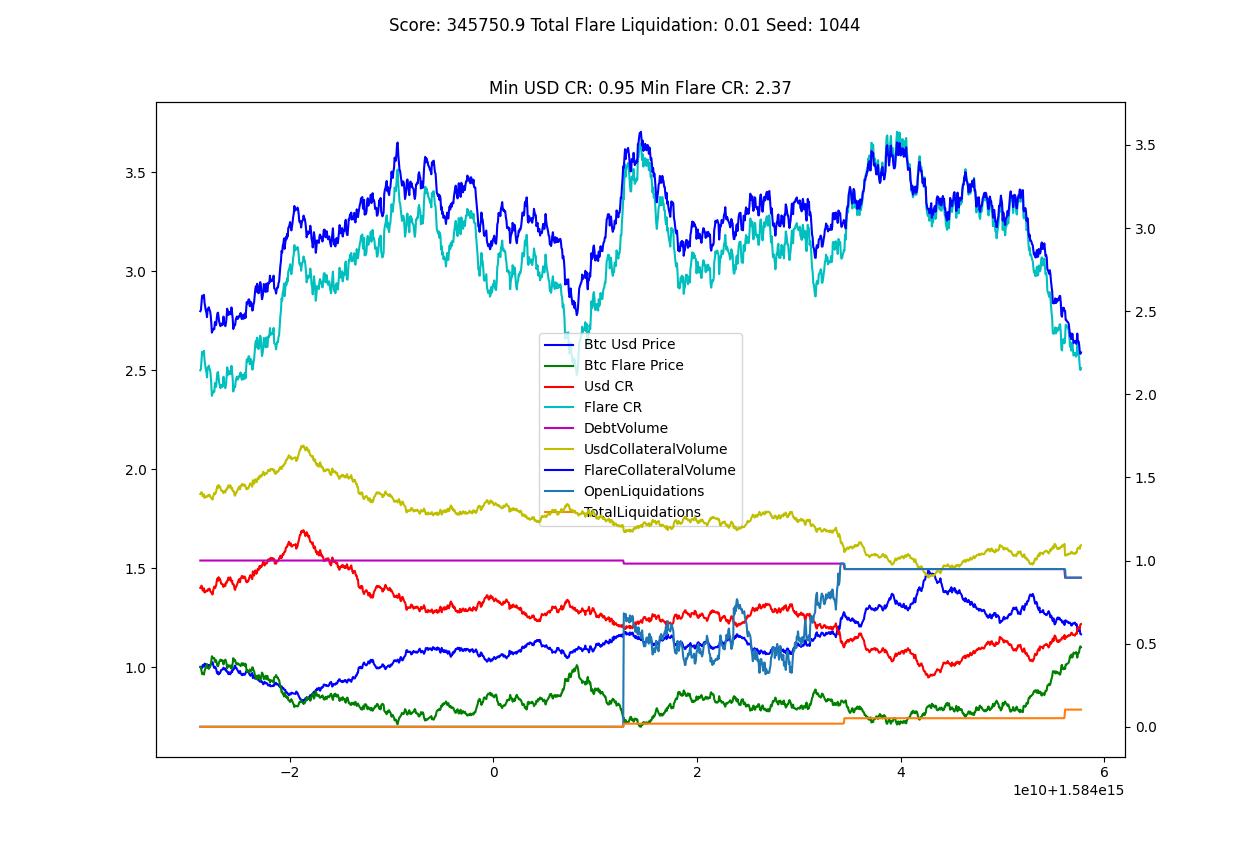 Score: 345750.9 Total Flare Liquidation: 0.01 Seed: 1044
Min USD CR: 0.95 Min Flare CR: 2.37
3.5
3.0
2.5
2.0
1.5
1.0
3.5
3.0
2.5
2.0
1.5
1.0
0.5
0.0
Btc Usd Price
Btc Flare Price
Usd CR
Flare CR
DebtVolume
UsdCollateralVolume
FlareCollateralVolume
OpenLiquidations
TotalLiquidations
−2
0
2
4
6
1e10+1.584e15